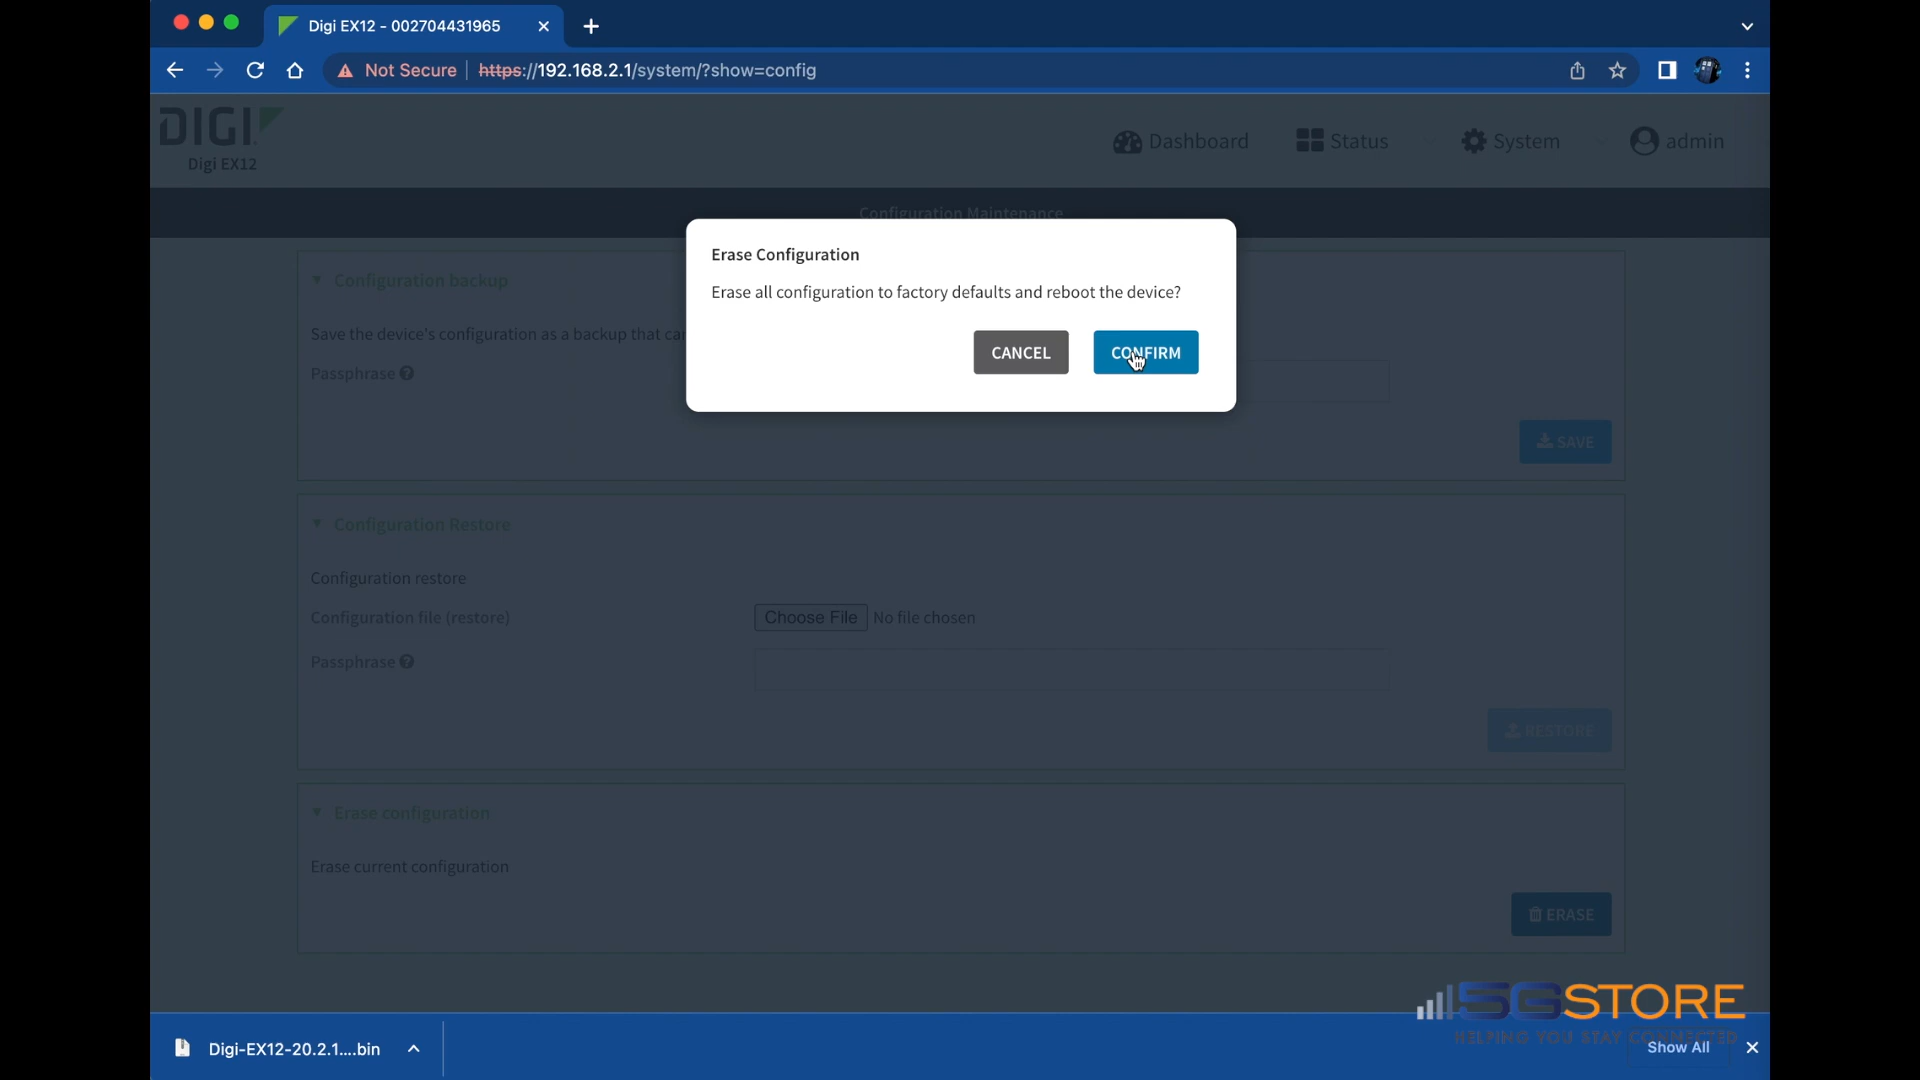 Digi EX12 - 002704431965
Not Secure
https://192.168.2.1/system/?show=config
DIGI
Digi EX12
Dashboard
Status
System
admin
Configuration Maintenance
Erase Configuration
Erase all configuration to factory defaults and reboot the device?
CANCEL
CONFIRM
Configuration backup
Save the device's configuration as a backup that ca
Passphrase
SAVE
Configuration Restore
Configuration restore
Configuration file (restore)
Choose File No file chosen
Passphrase
RESTORE
Erase configuration
Erase current configuration
ERASE
5GSTORE
HELPING YOU STAY CONNECTED
Digi-EX12-20.2.1....bin
Show All